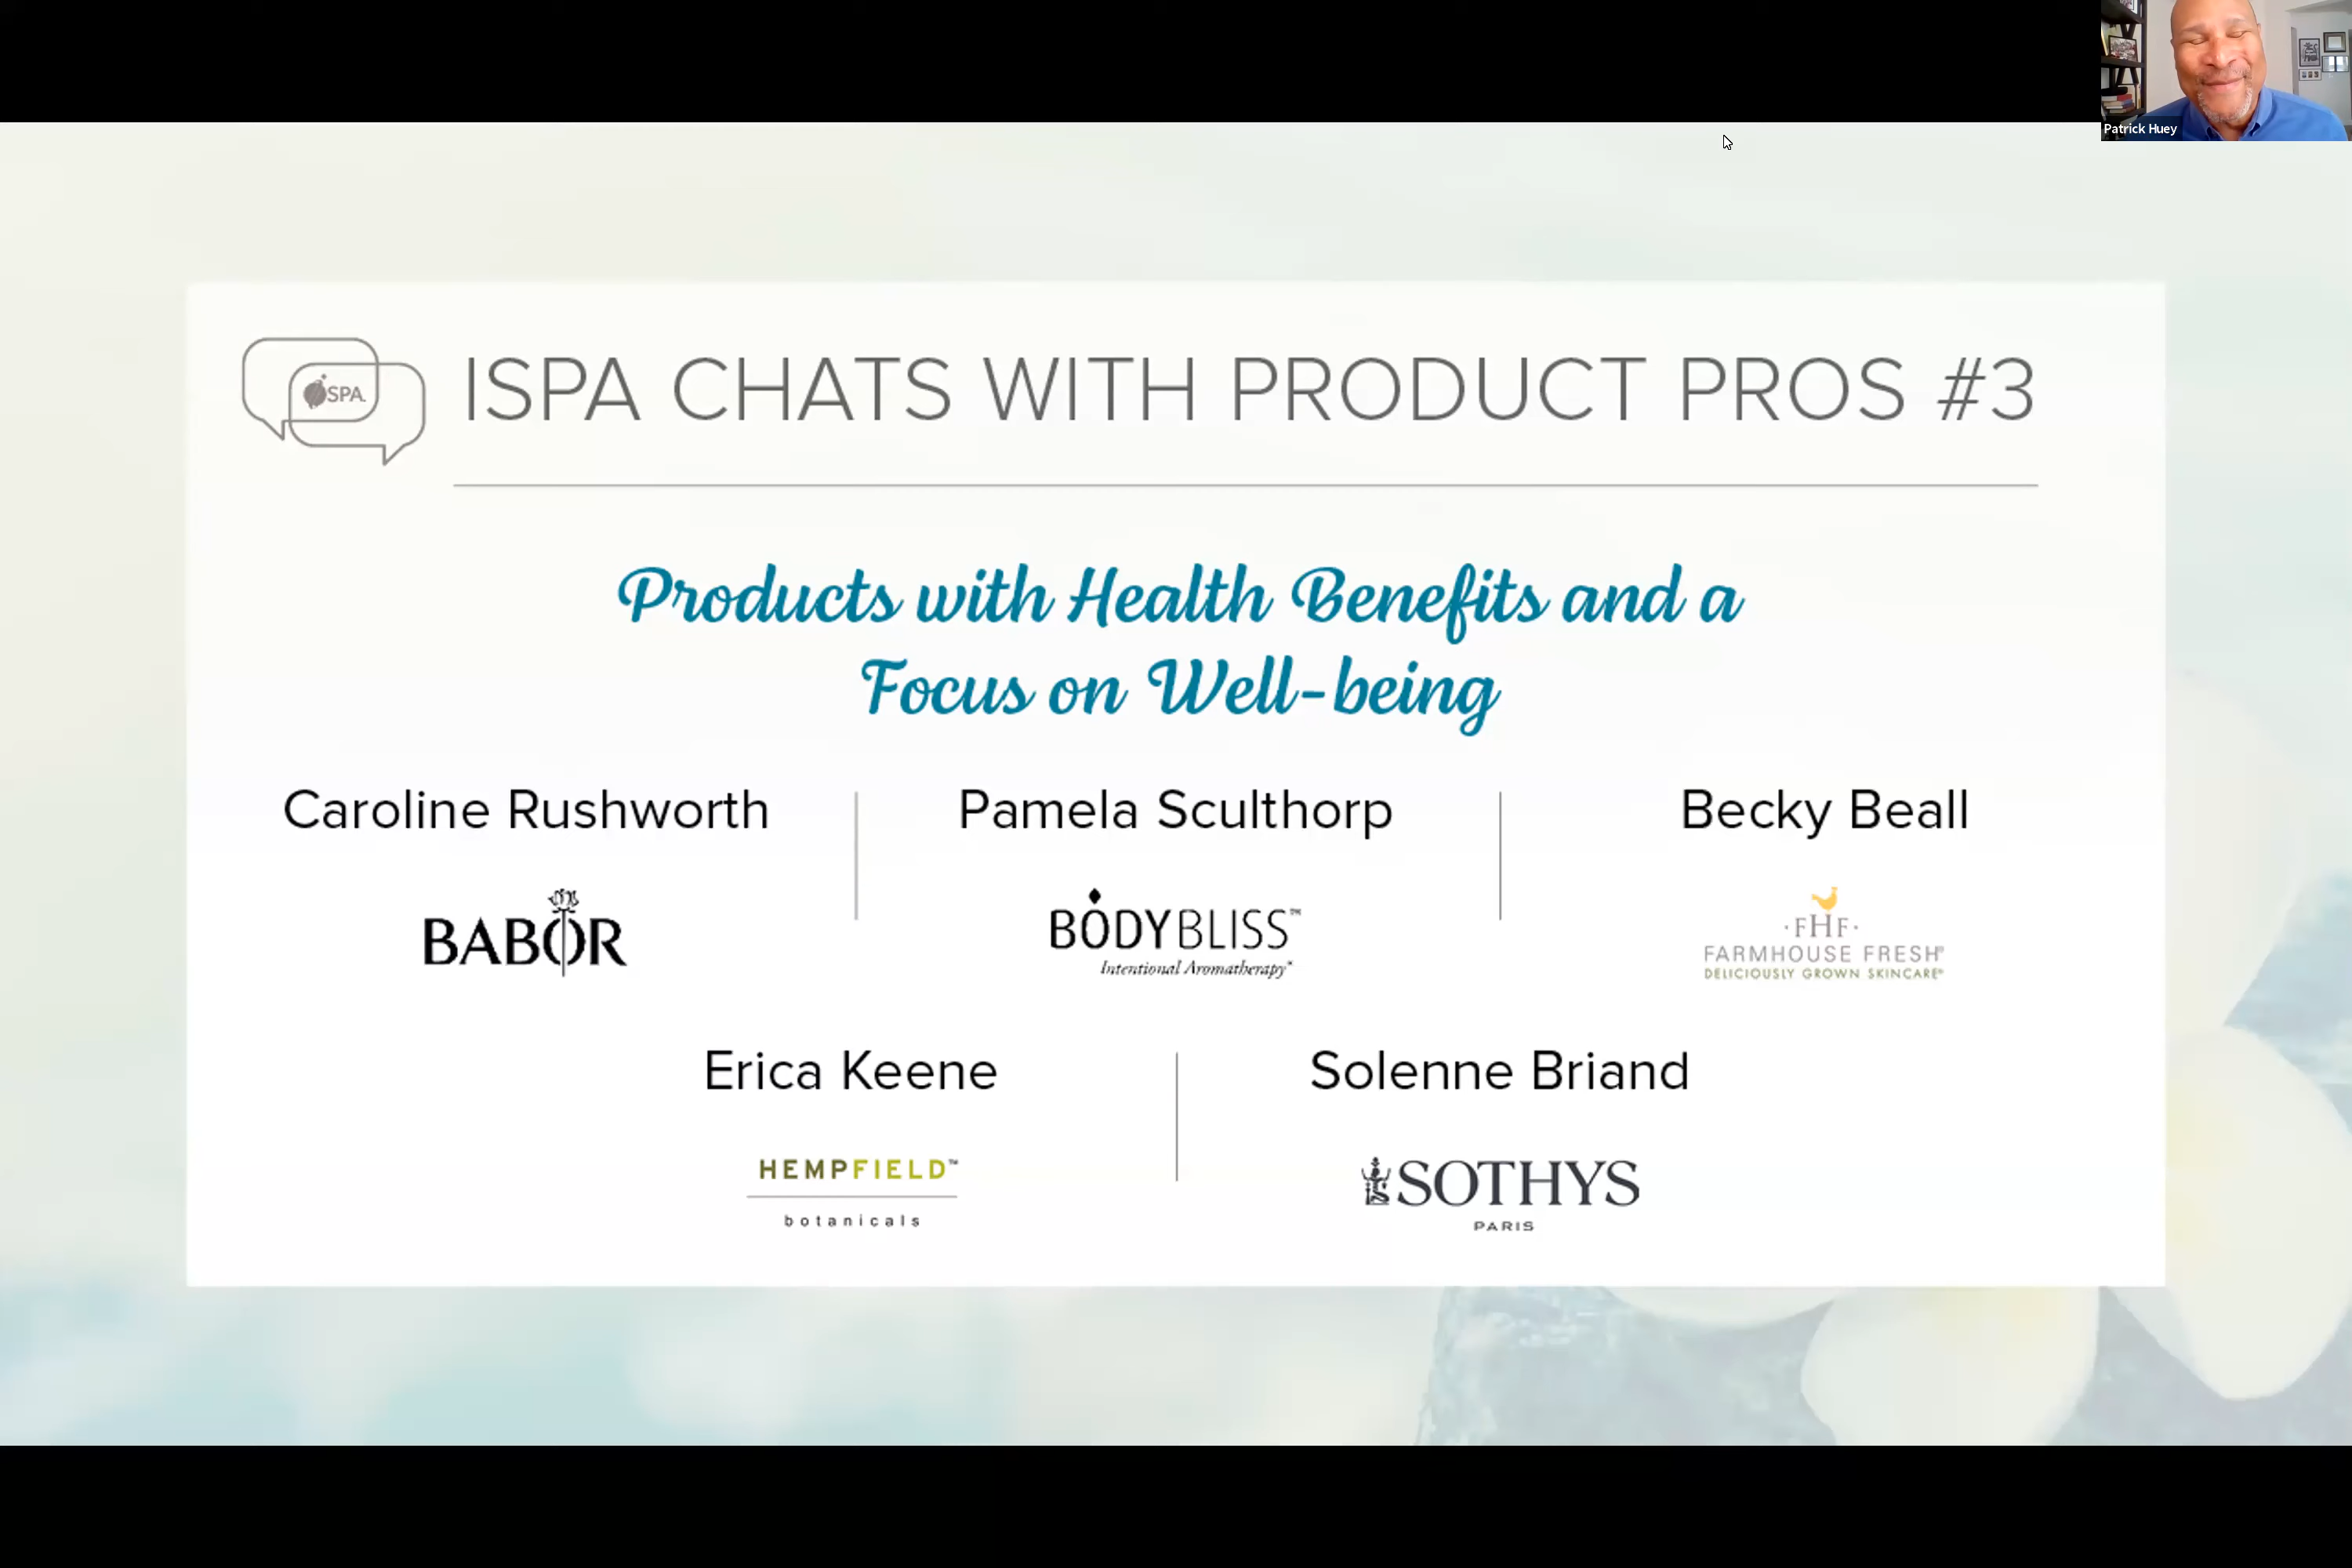 Patrick Huey
ISPA
ISPA CHATS WITH PRODUCT PROS #3
Products with Health Benefits and a
Focus on Well-being
Caroline Rushworth
Pamela Sculthorp
Becky Beall
BABOR
BODYBLISS™
Intentional Aromatherapy®
·FHF·
FARMHOUSE FRESH®
DELICIOUSLY GROWN SKINCARE®
Erica Keene
Solenne Briand
HEMPFIELD™
botanicals
SOTHYS
PARIS